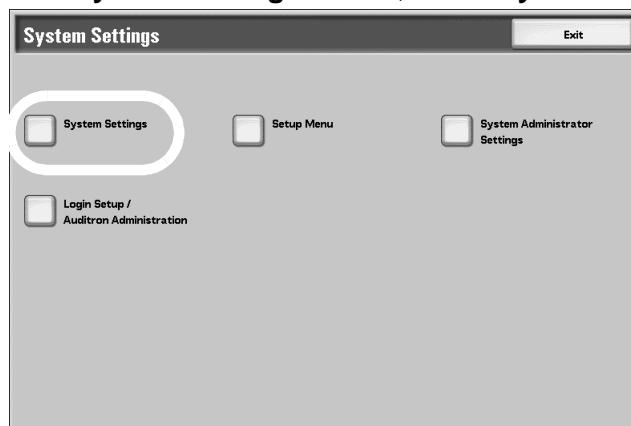 System Settings
Exit
System Settings
Setup Menu
System Administrator
Settings
Login Setup /
Auditron Administration